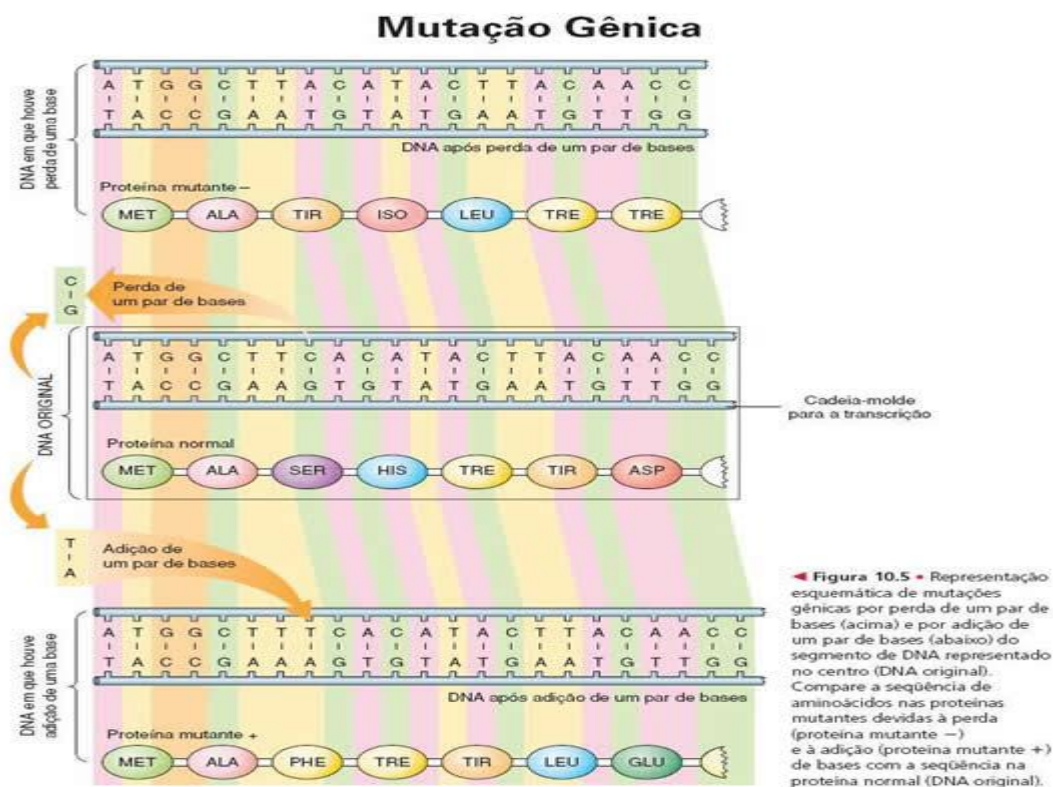 Mutação Gênica
DNA em que houve
perda de uma base
A T G G C T T A C A T A C T T A C A A C C
T A C C G A A T G T A T G A A T G T T G G
DNA após perda de um par de bases
Proteína mutante –
MET ALA TIR ISO LEU TRE TRE
C
G
Perda de
um par de bases
DNA ORIGINAL
A T G G C T T C A C A T A C T T A C A A C C
T A C C G A A G T G T A T G A A T G T T G G
Cadeia-molde
para a transcrição
Proteína normal
MET ALA SER HIS TRE TIR ASP
T
A
Adição de
um par de bases
DNA em que houve
adição de uma base
A T G G C T T T C A C A T A C T T A C A A C C
T A C C G A A A G T G T A T G A A T G T T G G
DNA após adição de um par de bases
Proteína mutante +
MET ALA PHE TRE TIR LEU GLU
◄ Figura 10.5 • Representação
esquemática de mutações
gênicas por perda de um par de
bases (acima) e por adição de
um par de bases (abaixo) do
segmento de DNA representado
no centro (DNA original).
Compare a seqüência de
aminoácidos nas proteínas
mutantes devidas à perda
(proteína mutante –)
e à adição (proteína mutante +)
de bases com a seqüência na
proteína normal (DNA original).